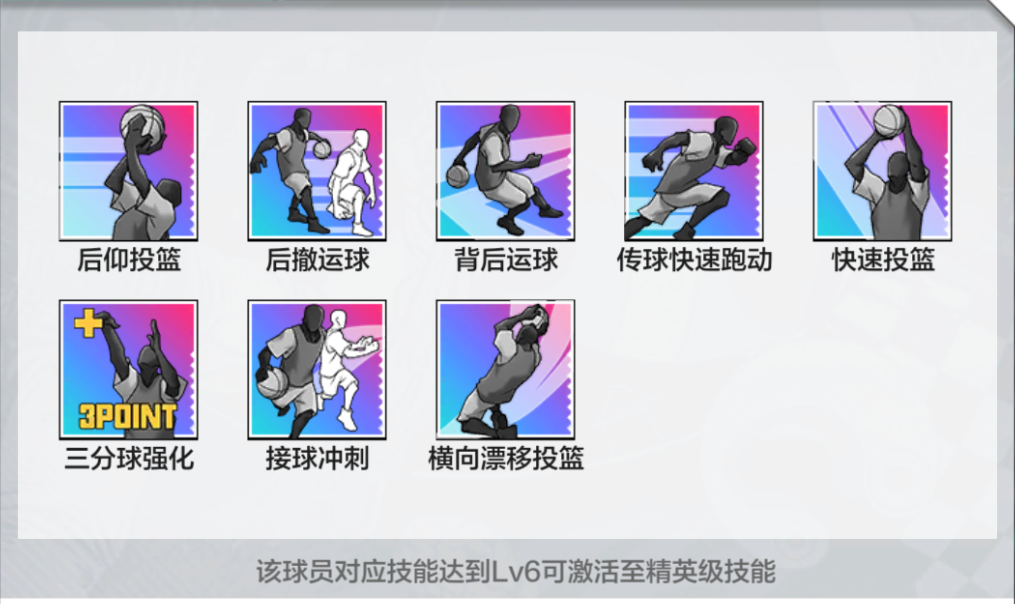 后仰投篮
后撤运球
背后运球
传球快速跑动
快速投篮
3POINT
三分球强化
接球冲刺
横向漂移投篮
该球员对应技能达到Lv6可激活至精英级技能